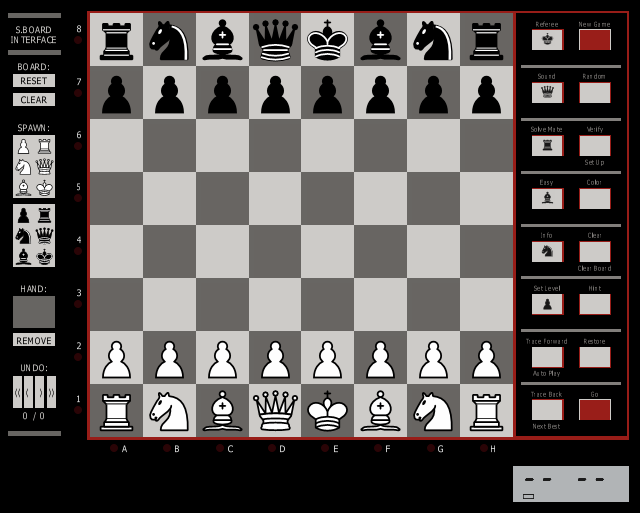 S.BOARD
INTERFACE
BOARD:
RESET
CLEAR
SPAWN:
HAND:
REMOVE
UNDO:
0 / 0
8
7
6
5
4
3
2
1
A B C D E F G H
Referee New Game
Sound Random
Solve Mate Verify
Set Up
Easy Color
Info Clear
Clear Board
Set Level Hint
Trace Forward Restore
Auto Play
Trace Back Go
Next Best
-- --